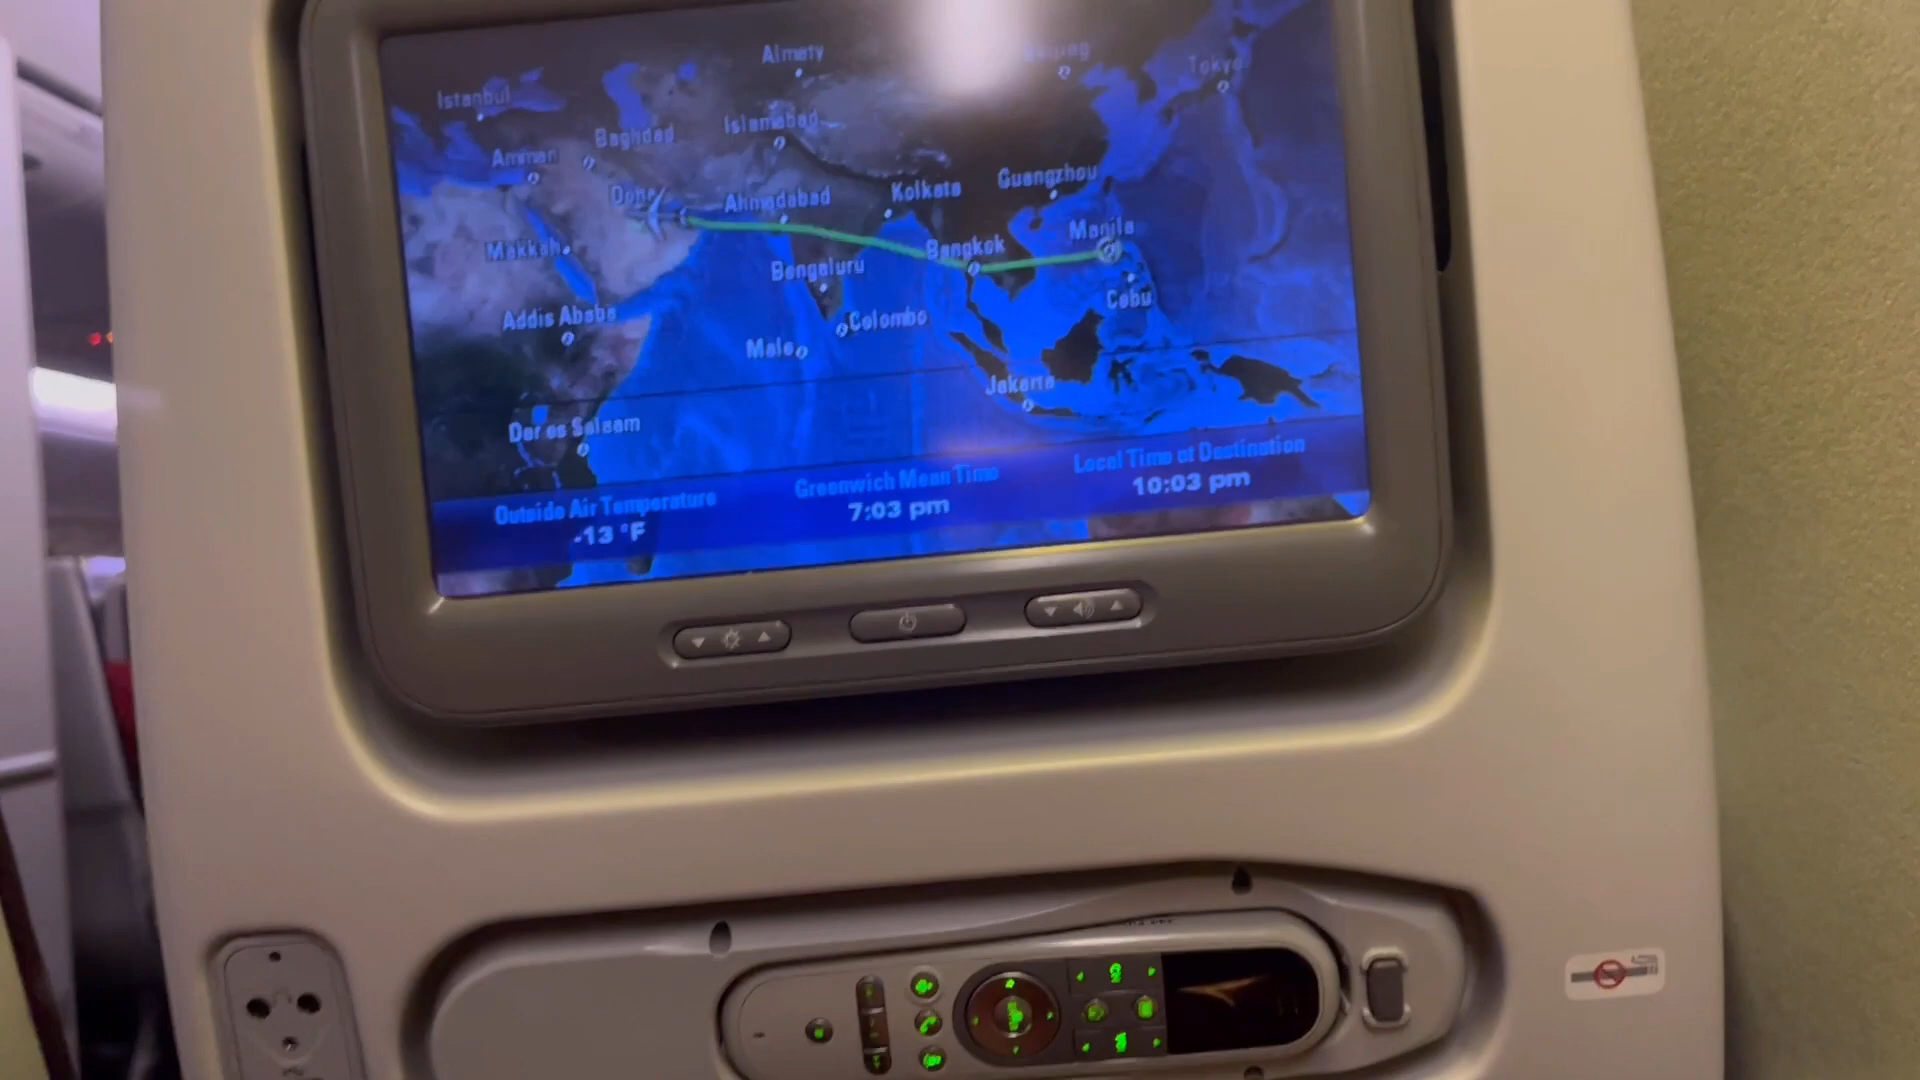 Almaty
Beijing
Tokyo
Istanbul
Baghdad
Islamabad
Amman
Doha
Ahmadabad
Kolkata
Guangzhou
Makkah
Bangkok
Manila
Bengaluru
Addis Ababa
Colombo
Cebu
Male
Jakarta
Dar es Salaam
Outside Air Temperature
-13 °F
Greenwich Mean Time
7:03 pm
Local Time at Destination
10:03 pm